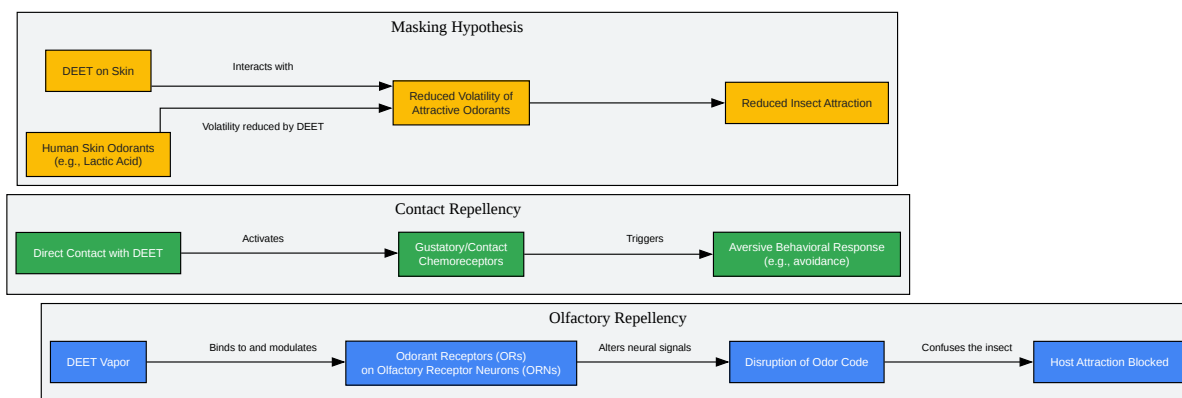 Masking Hypothesis
DEET on Skin
Interacts with
Reduced Volatility of
Attractive Odorants
Reduced Insect Attraction
Volatility reduced by DEET
Human Skin Odorants
(e.g., Lactic Acid)
Contact Repellency
Direct Contact with DEET
Activates
Gustatory/Contact
Chemoreceptors
Triggers
Aversive Behavioral Response
(e.g., avoidance)
Olfactory Repellency
DEET Vapor
Binds to and modulates
Odorant Receptors (ORs)
on Olfactory Receptor Neurons (ORNs)
Alters neural signals
Disruption of Odor Code
Confuses the insect
Host Attraction Blocked